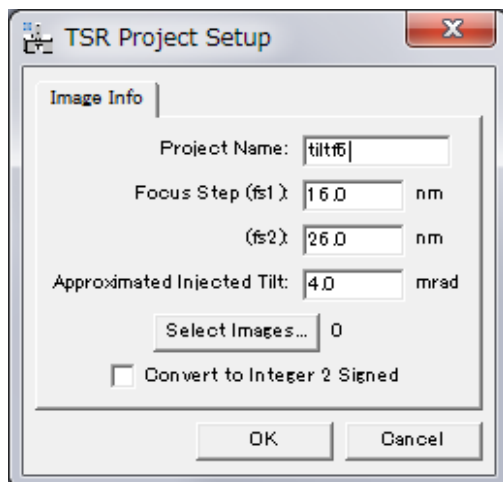 TSR Project Setup
Image Info
Project Name: tiltf5
Focus Step (fs1): 16.0 nm
(fs2): 26.0 nm
Approximated Injected Tilt: 4.0 mrad
Select Images... 0
Convert to Integer 2 Signed
OK Cancel